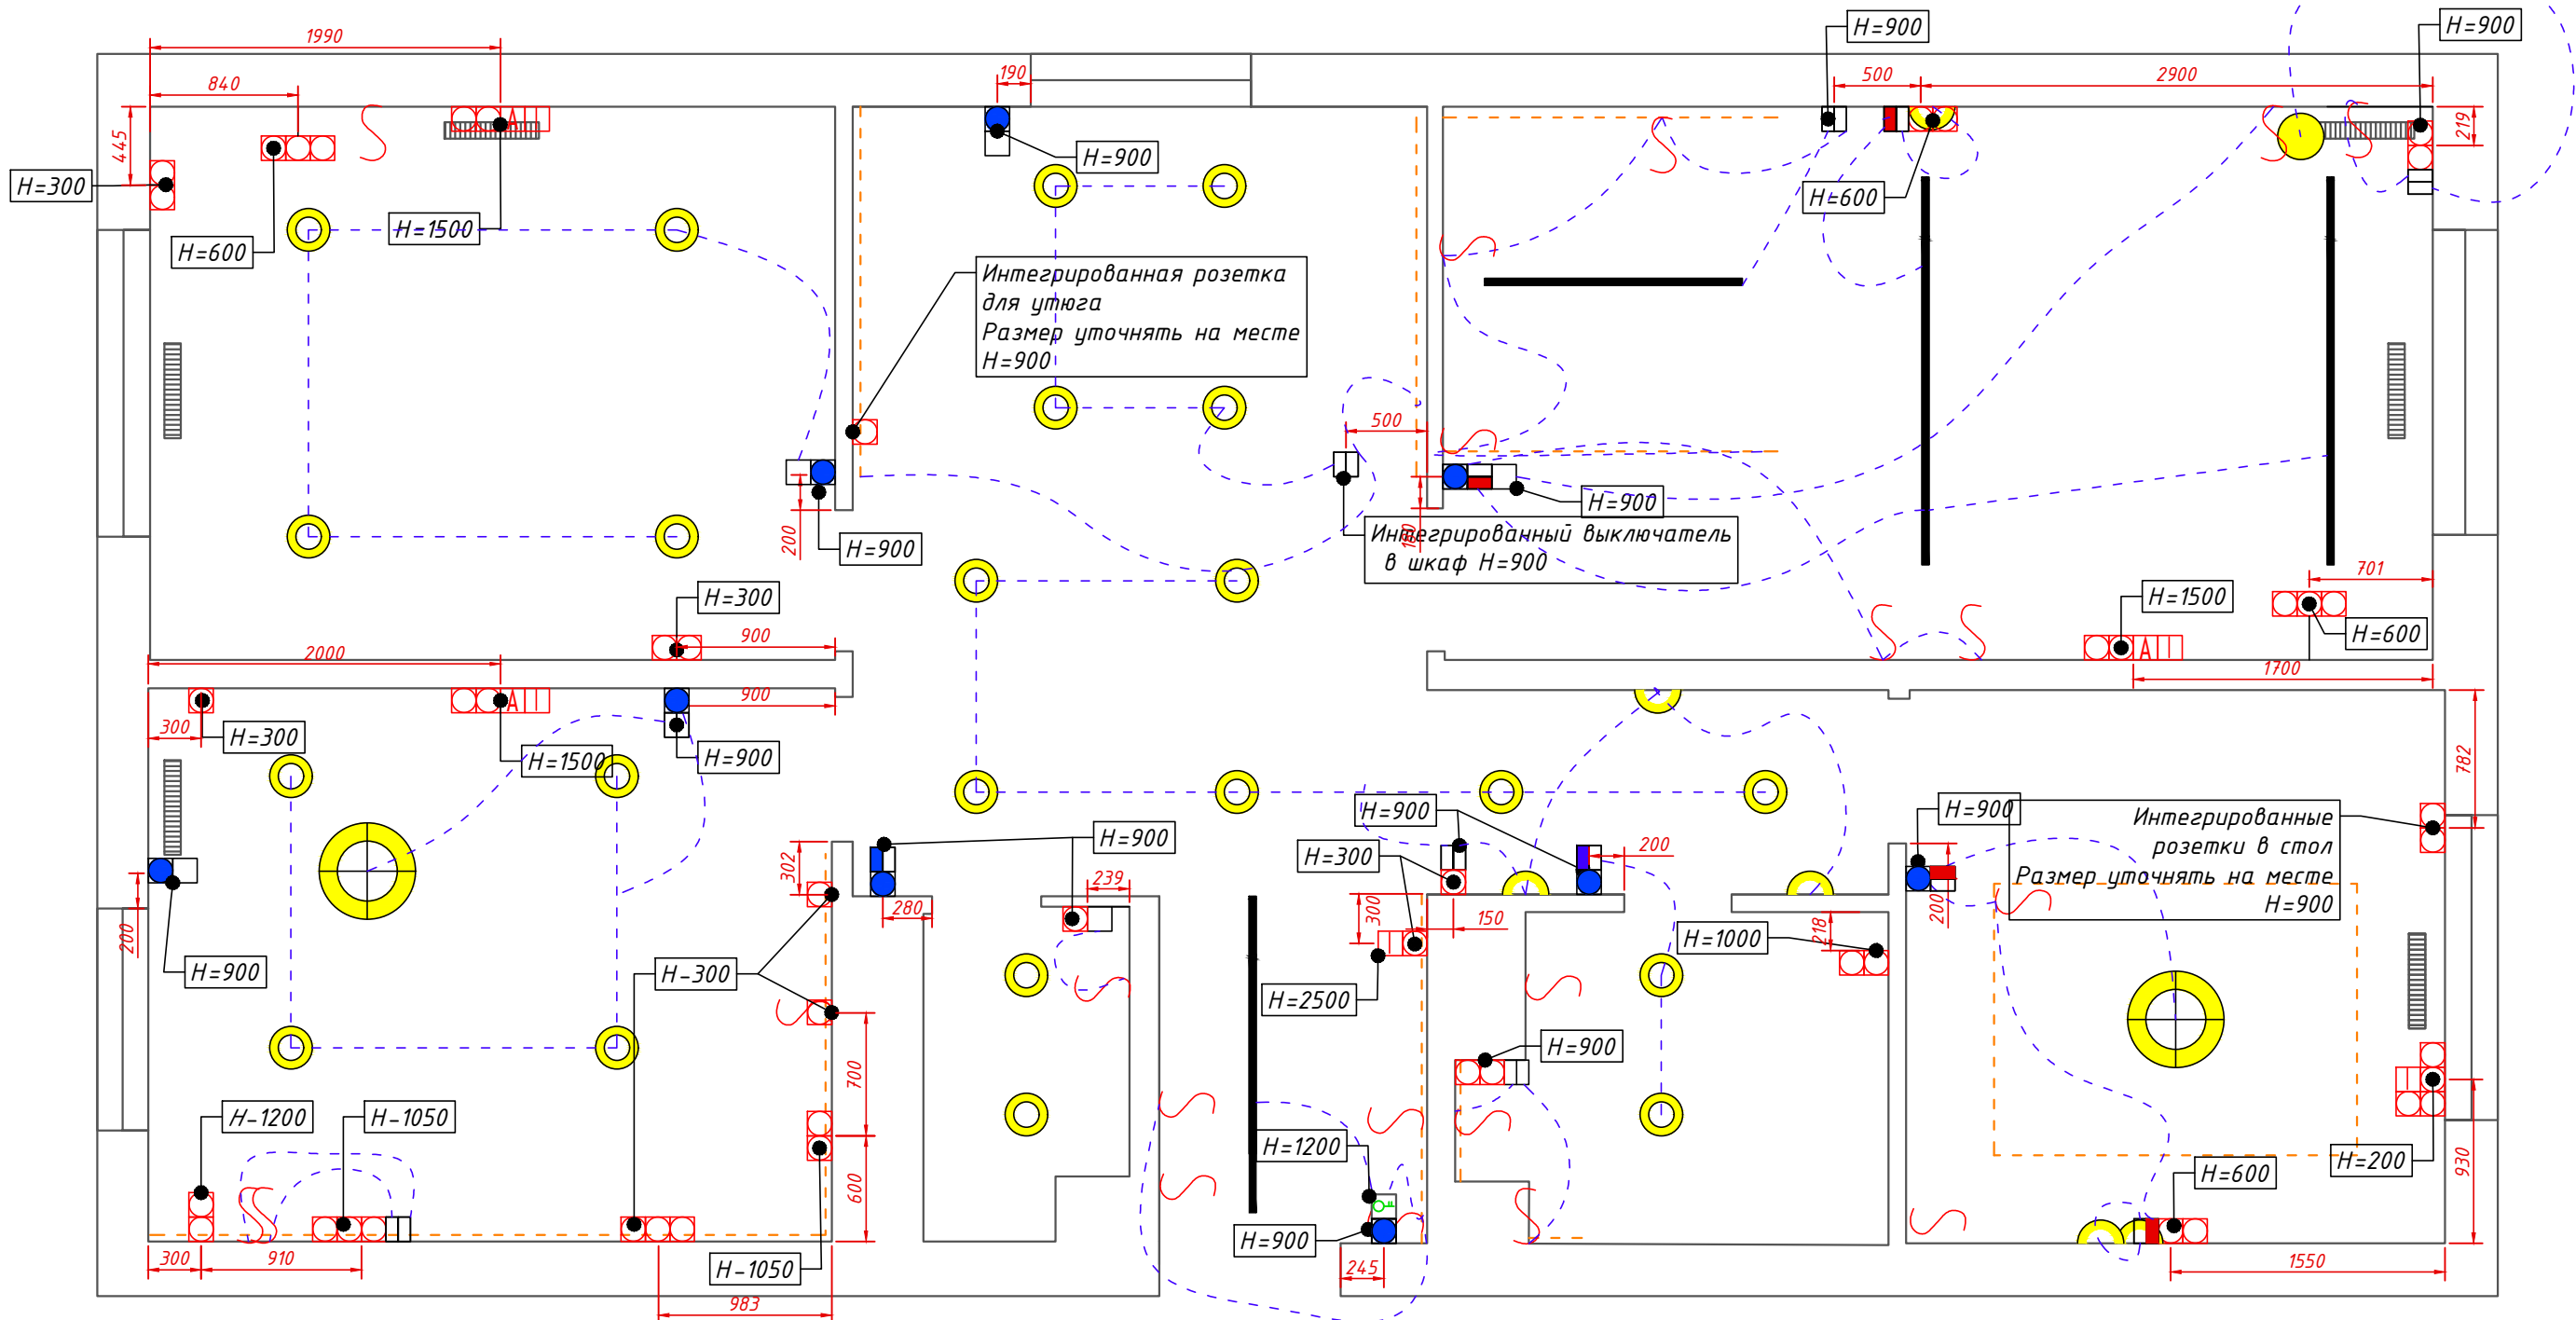 H=900
H=900
1990
840
190
500
2900
445
219
H=300
H=600
H=1500
H=900
H=600
Интегрированная розетка
для утюга
Размер уточнять на месте
H=900
500
200
H=900
180
H=900
Интегрированный выключатель
в шкаф H=900
701
H=1500
H=600
H=300
900
2000
1700
A
A
A
900
300
H=300
H=1500
H=900
782
302
H=900
239
280
H=900
H=300
200
300
150
H=2500
H=1000
218
H=900
200
Интегрированные
розетки в стол
Размер уточнять на месте
H=900
200
H=900
H-300
700
H=900
H-1200
H-1050
600
H=1200
H=900
H=600
H=200
930
300
910
H-1050
983
245
1550